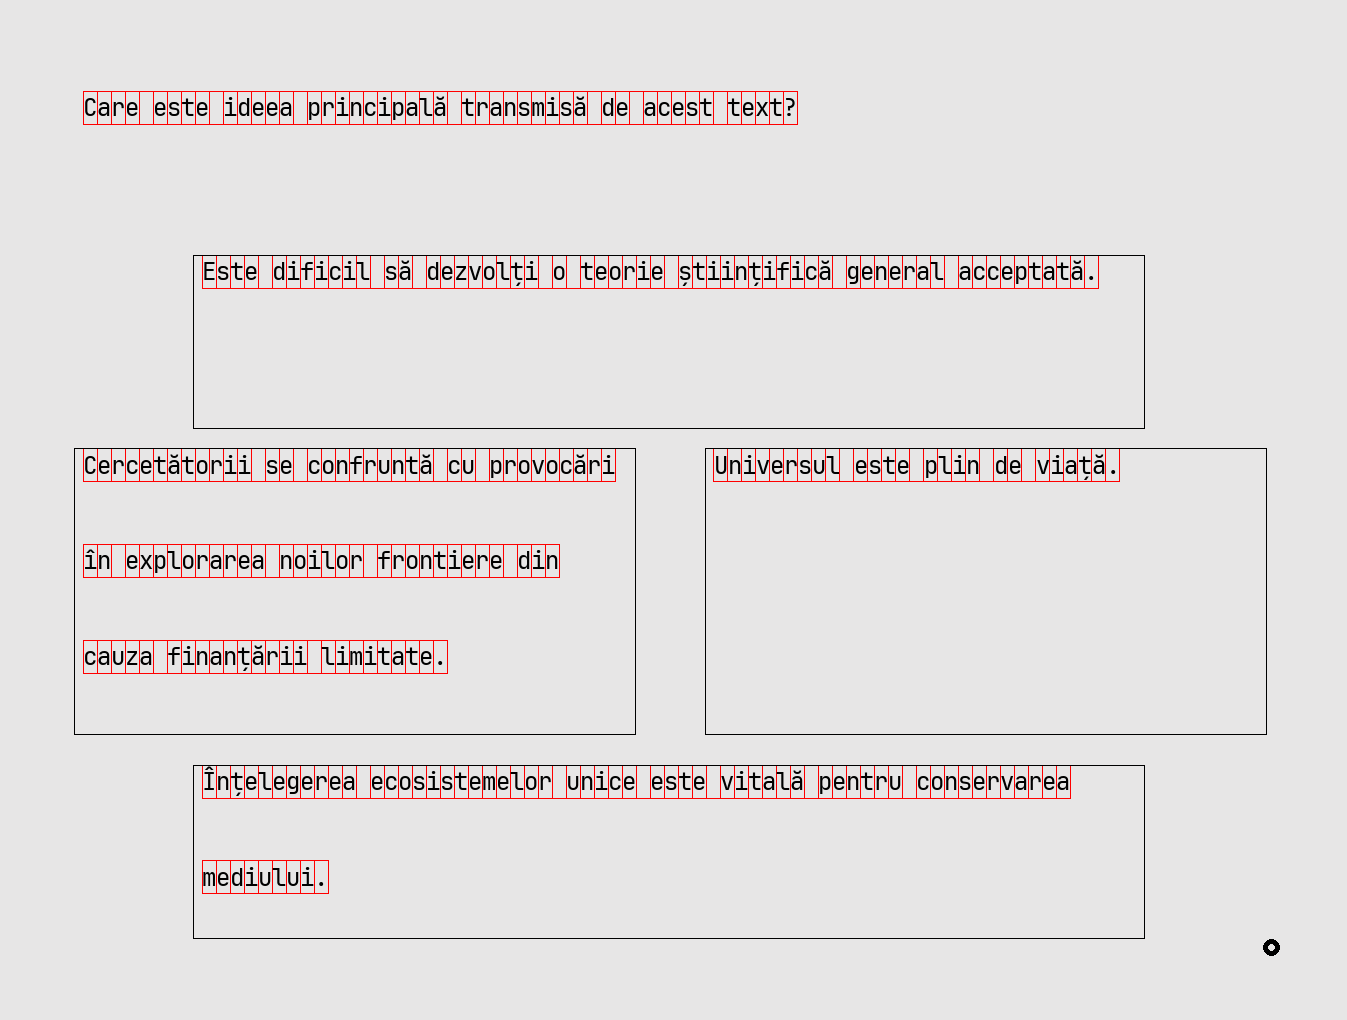 Care este ideea principală transmisă de acest text?
Este dificil să dezvolți o teorie științifică general acceptată.
Cercetătorii se confruntă cu provocări
în explorarea noilor frontiere din
cauza finanțării limitate.
Universul este plin de viață.
Înțelegerea ecosistemelor unice este vitală pentru conservarea
mediului.